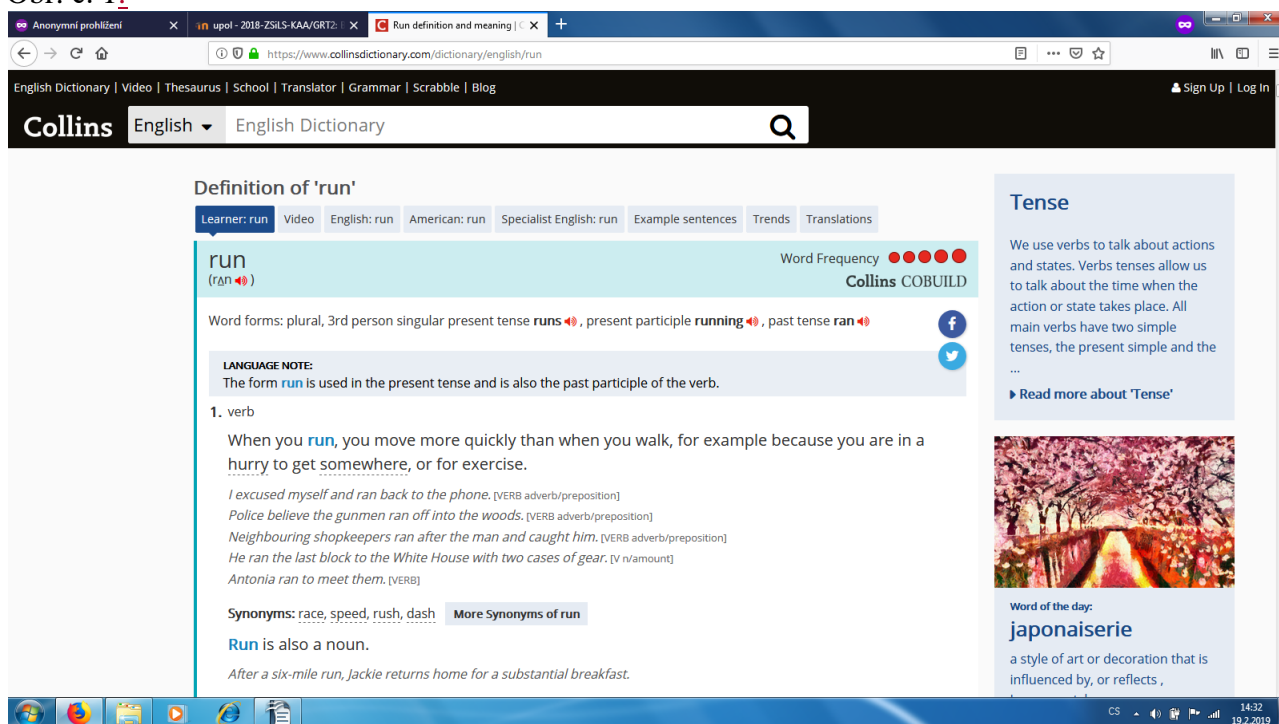 Obr. č. 1:
Anonymní prohlížení
upol - 2018-ZSiLS-KAA/GRT2: E
Run definition and meaning | C
https://www.collinsdictionary.com/dictionary/english/run
English Dictionary | Video | Thesaurus | School | Translator | Grammar | Scrabble | Blog
Sign Up | Log In
Collins English English Dictionary
Definition of 'run'
Learner: run Video English: run American: run Specialist English: run Example sentences Trends Translations
run
(rʌn)
Word Frequency
Collins COBUILD
Word forms: plural, 3rd person singular present tense runs, present participle running, past tense ran
LANGUAGE NOTE:
The form run is used in the present tense and is also the past participle of the verb.
1. verb
When you run, you move more quickly than when you walk, for example because you are in a
hurry to get somewhere, or for exercise.
I excused myself and ran back to the phone. [VERB adverb/preposition]
Police believe the gunmen ran off into the woods. [VERB adverb/preposition]
Neighbouring shopkeepers ran after the man and caught him. [VERB adverb/preposition]
He ran the last block to the White House with two cases of gear. [V n/amount]
Antonia ran to meet them. [VERB]
Synonyms: race, speed, rush, dash More Synonyms of run
Run is also a noun.
After a six-mile run, Jackie returns home for a substantial breakfast.
Tense
We use verbs to talk about actions
and states. Verbs tenses allow us
to talk about the time when the
action or state takes place. All
main verbs have two simple
tenses, the present simple and the
...
Read more about 'Tense'
Word of the day:
japonaiserie
a style of art or decoration that is
influenced by, or reflects ,
CS
14:32
19.2.2019